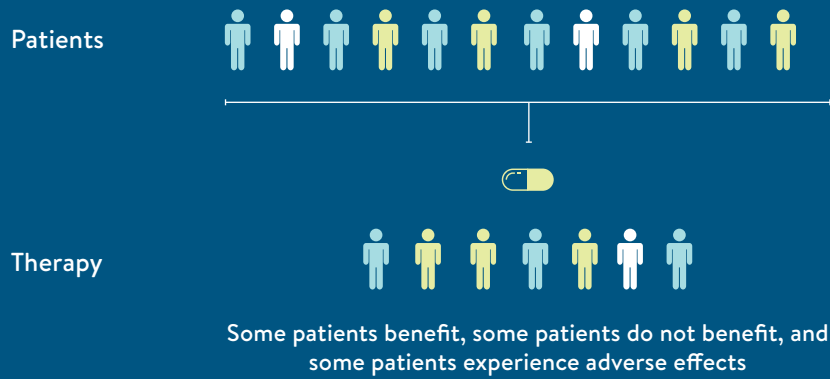 Patients
Therapy
Some patients benefit, some patients do not benefit, and
some patients experience adverse effects